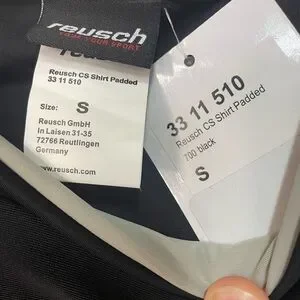 reusch
reusch
Reusch CS Shirt Padded
33 11 510
Size: S
Reusch GmbH
In Laisen 31-35
72766 Reutlingen
Germany
www.reusch.com
33 11 510
Reusch CS Shirt Padded
700 black
S